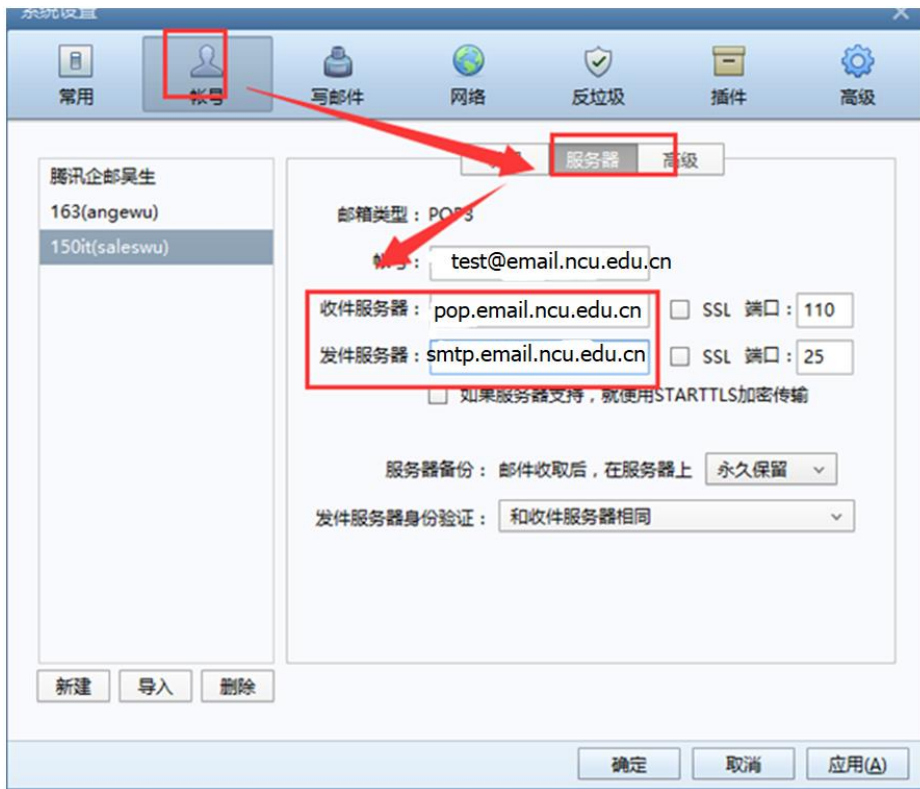 系统设置
常用 帐号 写邮件 网络 反垃圾 插件 高级
服务器 高级
腾讯企邮吴生
163(angewu)
150it(saleswu)
邮箱类型：POP3
帐号： test@email.ncu.edu.cn
收件服务器： pop.email.ncu.edu.cn SSL 端口：110
发件服务器： smtp.email.ncu.edu.cn SSL 端口：25
如果服务器支持，就使用STARTTLS加密传输
服务器备份： 邮件收取后，在服务器上 永久保留
发件服务器身份验证： 和收件服务器相同
新建 导入 删除
确定 取消 应用(A)